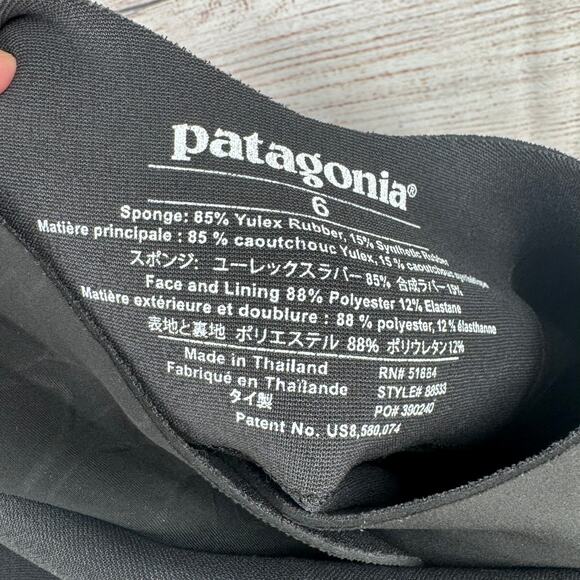 patagonia®
6
Sponge: 85% Yulex Rubber, 15% Synthetic Rubber
Matière principale : 85 % caoutchouc Yulex, 15 % caoutchouc synthétique
スポンジ: ユーレックスラバー 85% 合成ラバー 15%
Face and Lining 88% Polyester 12% Elastane
Matière extérieure et doublure : 88 % polyester, 12 % élasthanne
表地と裏地 ポリエステル 88% ポリウレタン 12%
Made in Thailand
Fabriqué en Thaïlande
タイ製
RN# 51884
STYLE# 88533
PO# 390240
Patent No. US8,580,074